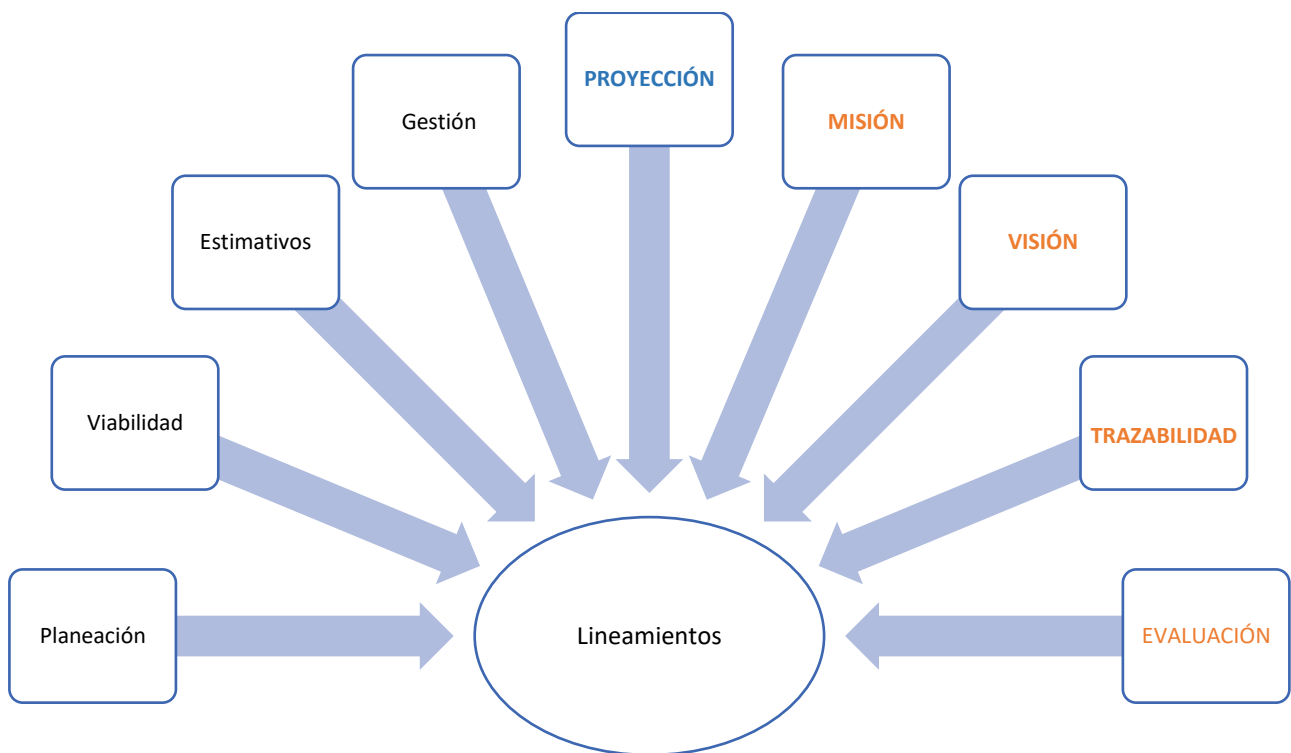 PROYECCIÓN
Gestión
MISIÓN
Estimativos
VISIÓN
Viabilidad
TRAZABILIDAD
Planeación
Lineamientos
EVALUACIÓN